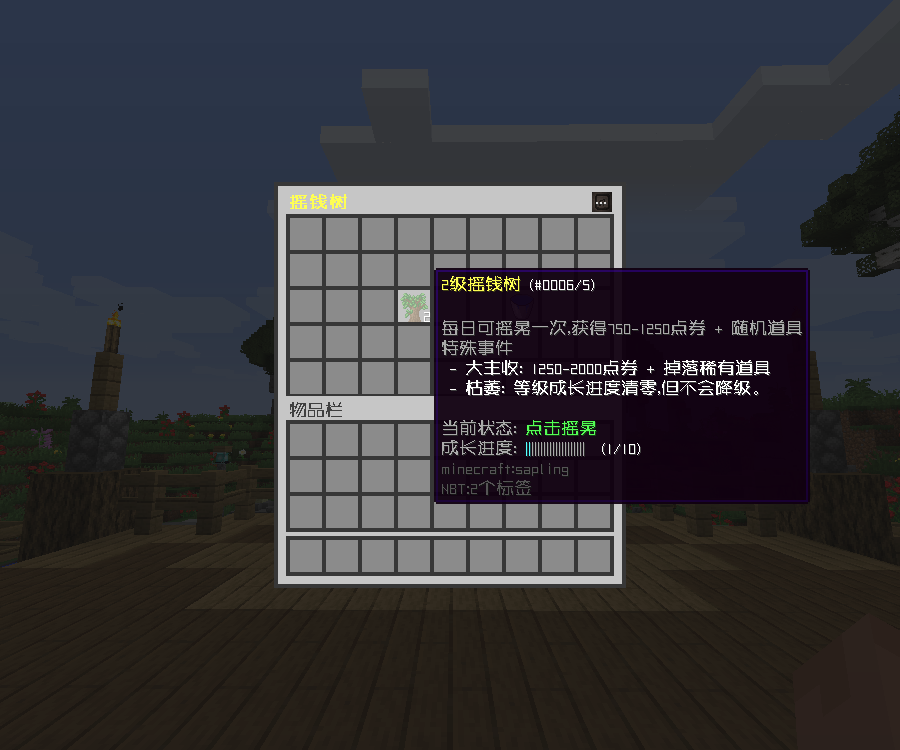 摇钱树
2级摇钱树 (#0006/5)
每日可摇晃一次,获得750-1250点券 + 随机道具
特殊事件
- 大丰收: 1250-2000点券 + 掉落稀有道具
- 枯萎: 等级成长进度清零,但不会降级。
2
物品栏
当前状态: 点击摇晃
成长进度: ||||||||||||||||||||| (1/10)
minecraft:sapling
NBT:2个标签